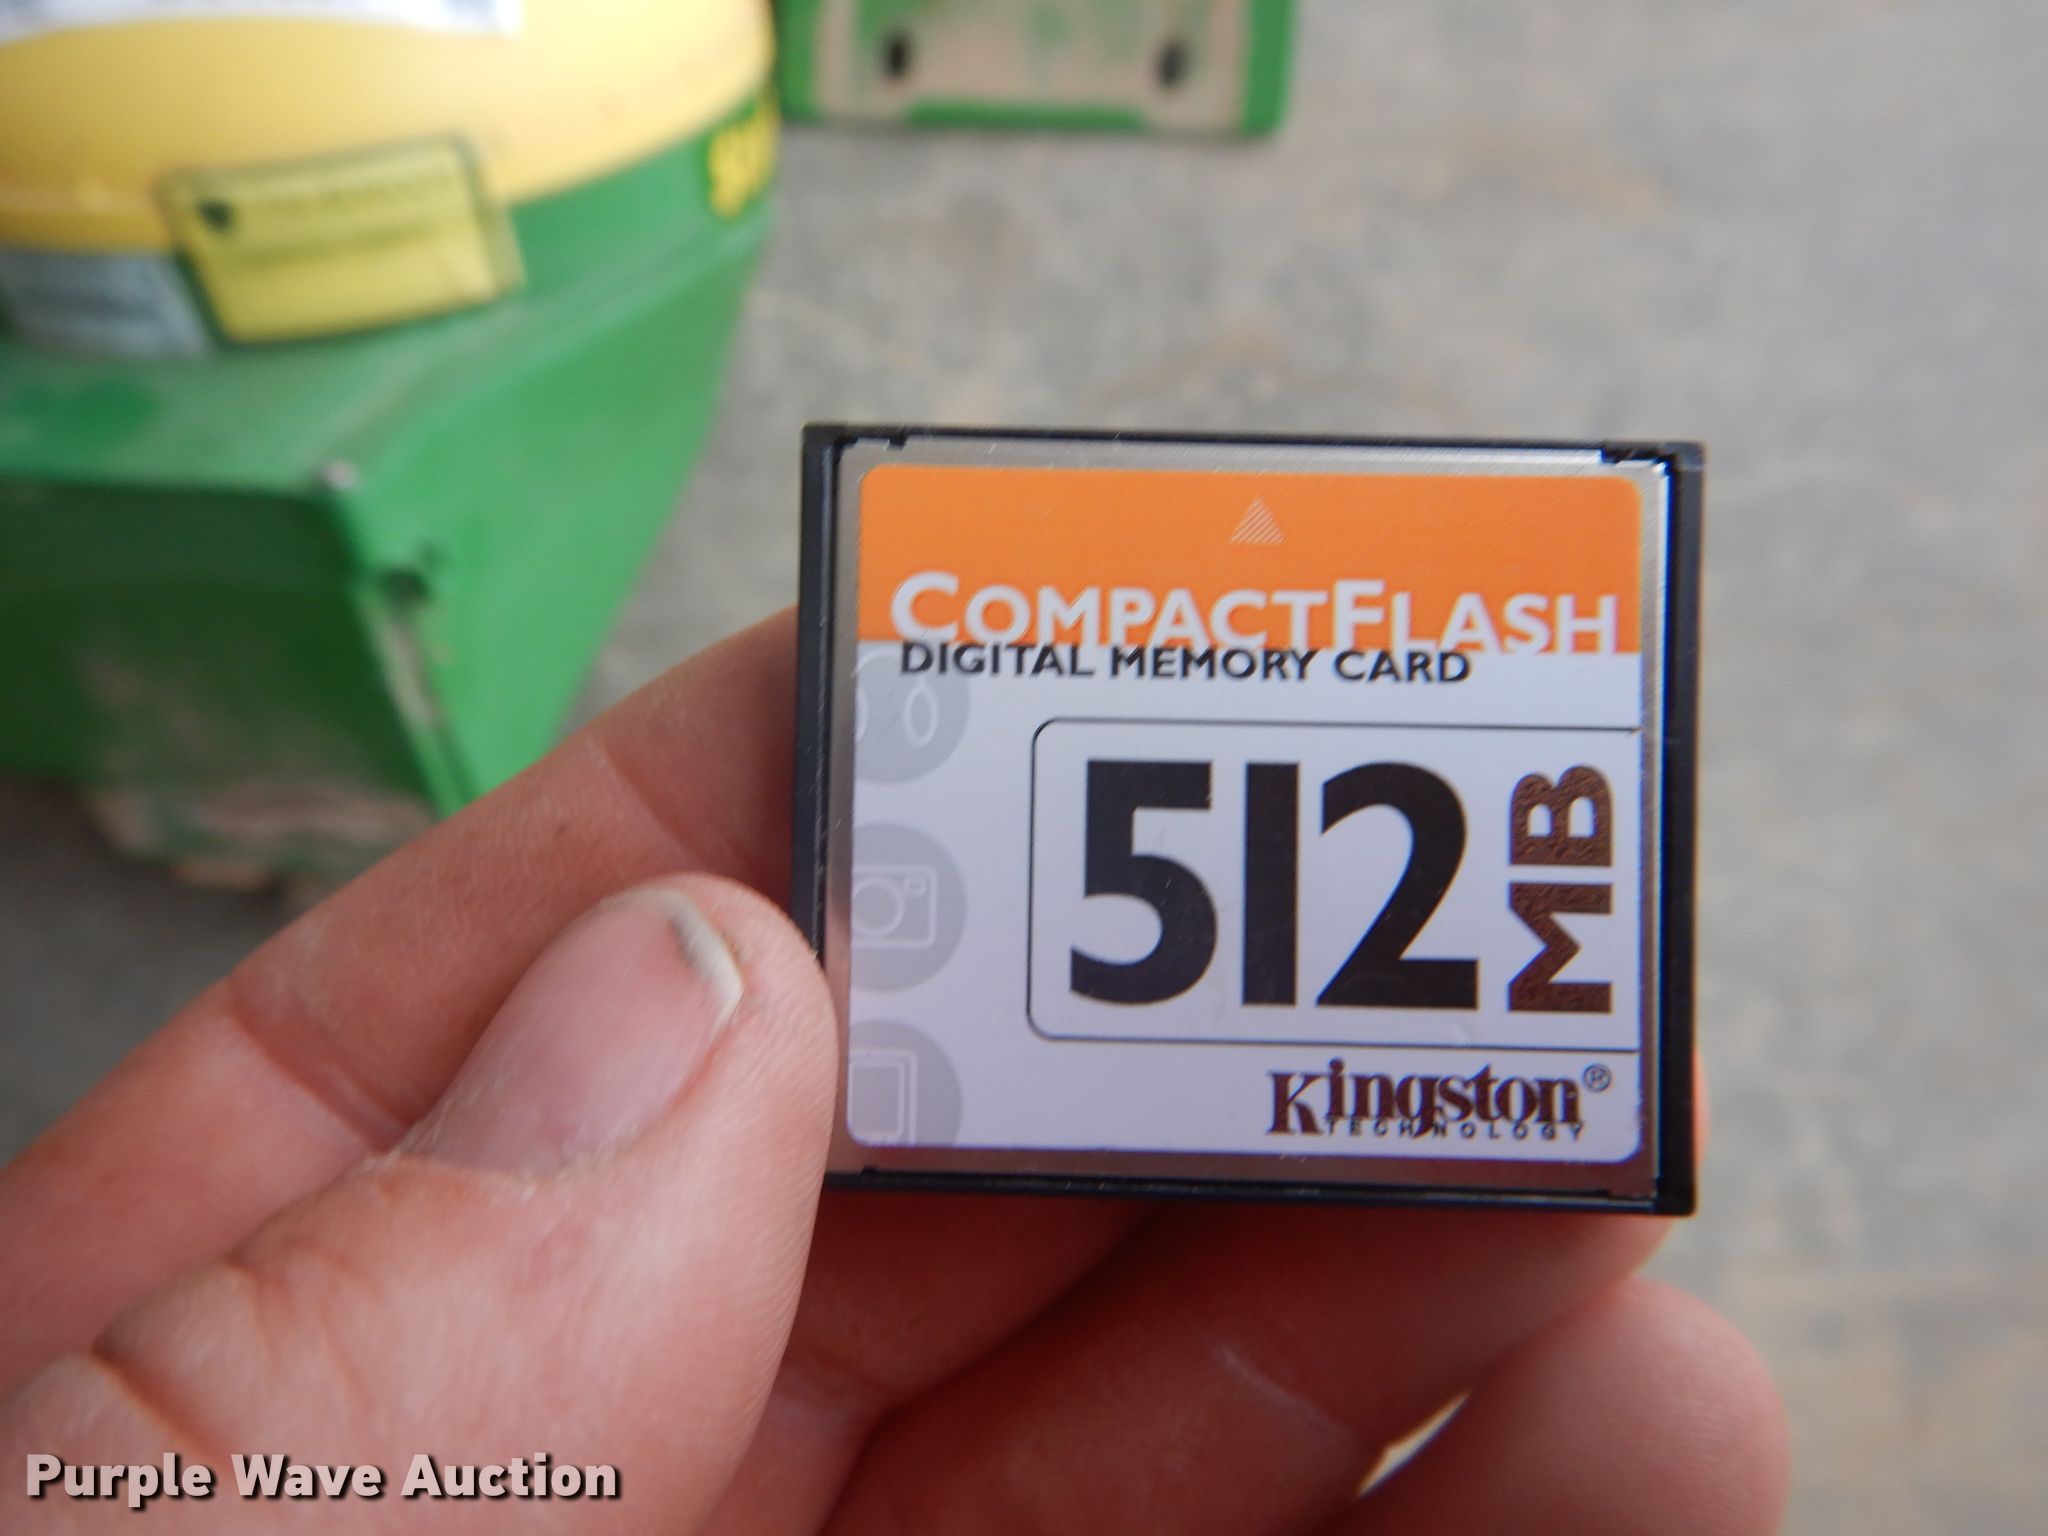 COMPACTFLASH
DIGITAL MEMORY CARD
512
MB
Kingston®
TECHNOLOGY
Purple Wave Auction